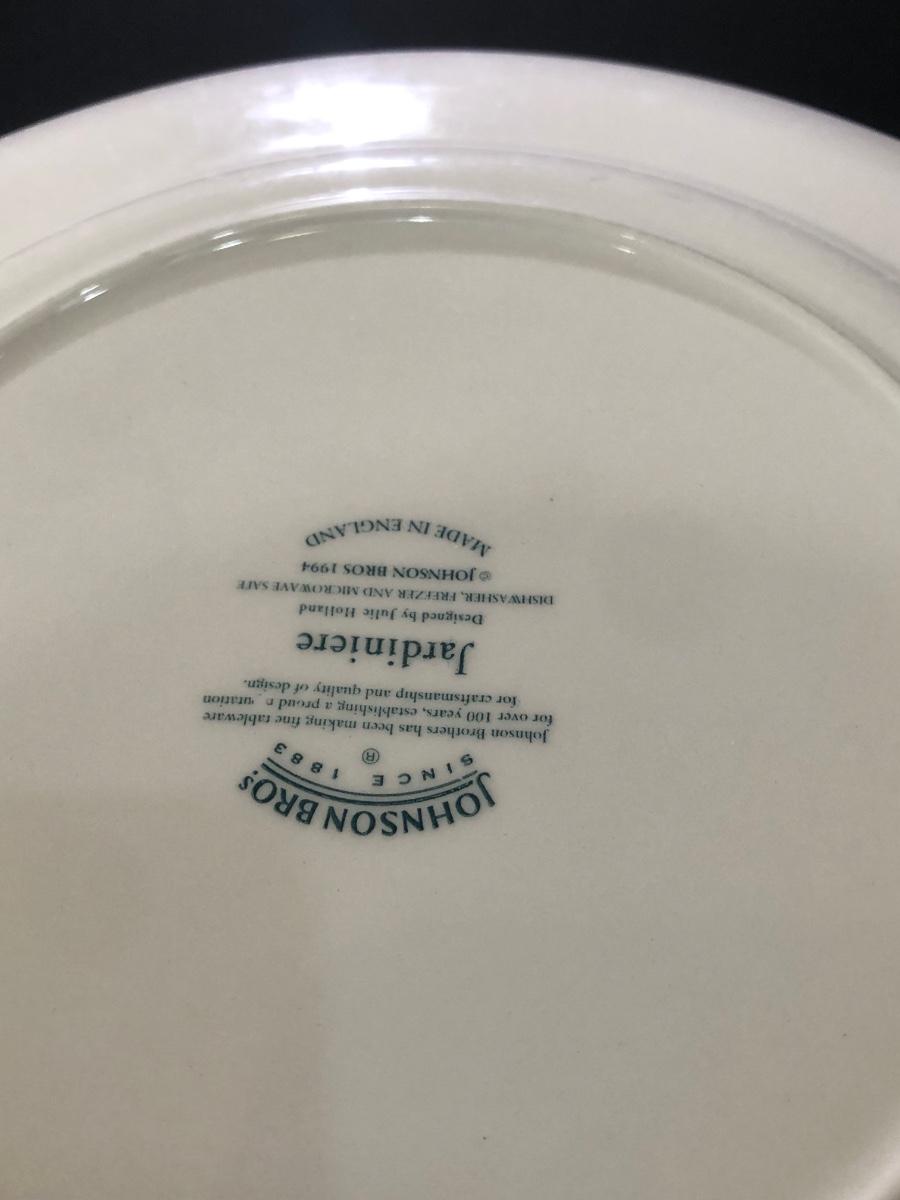 JOHNSON BROS.
SINCE 1883
®
Johnson Brothers has been making fine tableware
for over 100 years, establishing a proud
for craftsmanship and quality of design.
Jardiniere
Designed by Julie Holland
DISHWASHER, FREEZER AND MICROWAVE SAFE
© JOHNSON BROS 1994
MADE IN ENGLAND